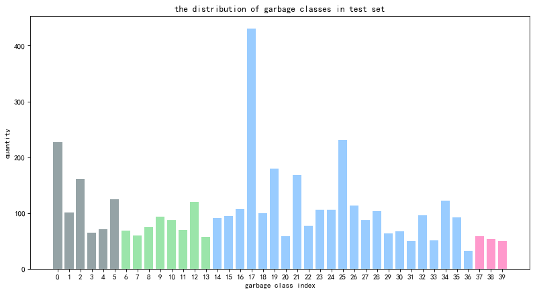 the distribution of garbage classes in test set
400
300
200
100
0
quantity
0 1 2 3 4 5 6 7 8 9 10 11 12 13 14 15 16 17 18 19 20 21 22 23 24 25 26 27 28 29 30 31 32 33 34 35 36 37 38 39
garbage class index